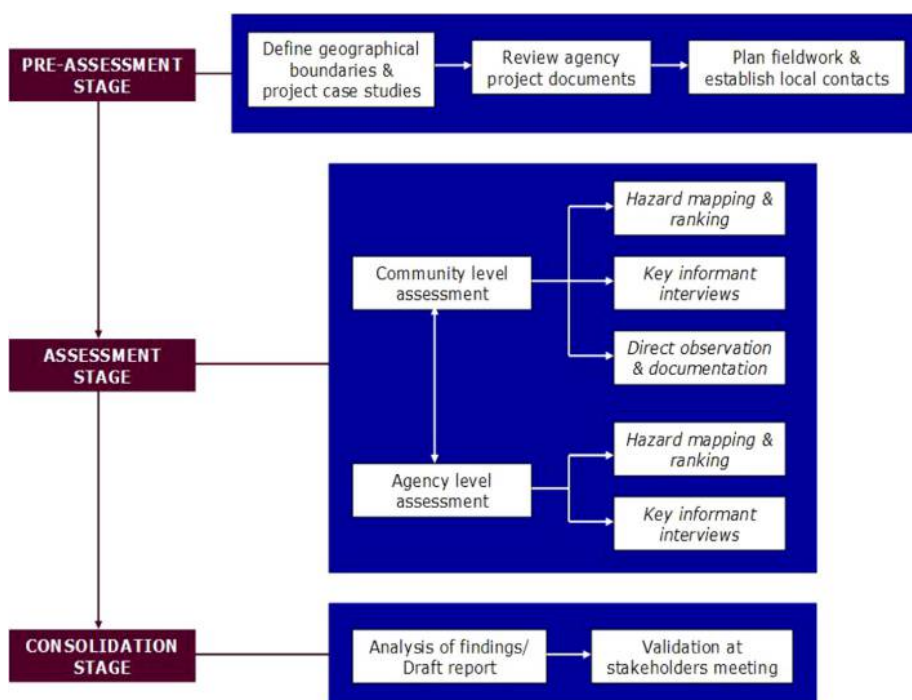 PRE-ASSESSMENT
STAGE
Define geographical
boundaries &
project case studies
Review agency
project documents
Plan fieldwork &
establish local contacts
ASSESSMENT
STAGE
Community level
assessment
Hazard mapping &
ranking
Key informant
interviews
Direct observation
& documentation
Agency level
assessment
Hazard mapping &
ranking
Key informant
interviews
CONSOLIDATION
STAGE
Analysis of findings/
Draft report
Validation at
stakeholders meeting